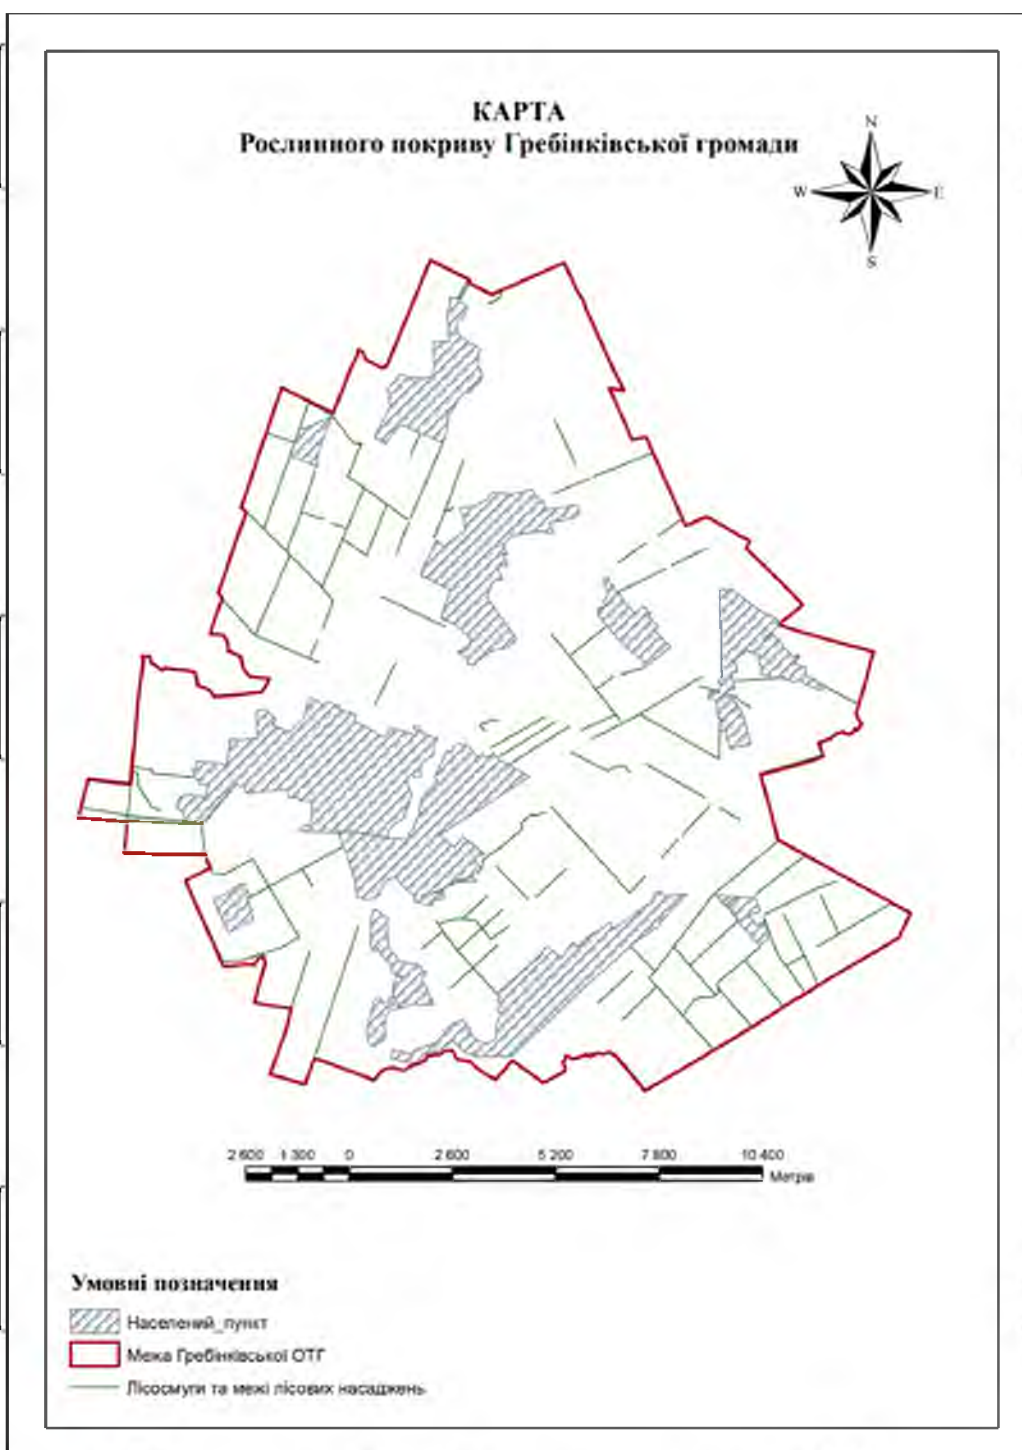 КАРТА
Рослинного покриву Гребінківської громади
N
W E
S
2 600 1 300 0 2 600 5 200 7 800 10 400
Метрів
Умовні позначення
Населений_пункт
Межа Гребінківської ОТГ
Лісосмуги та межі лісових насаджень